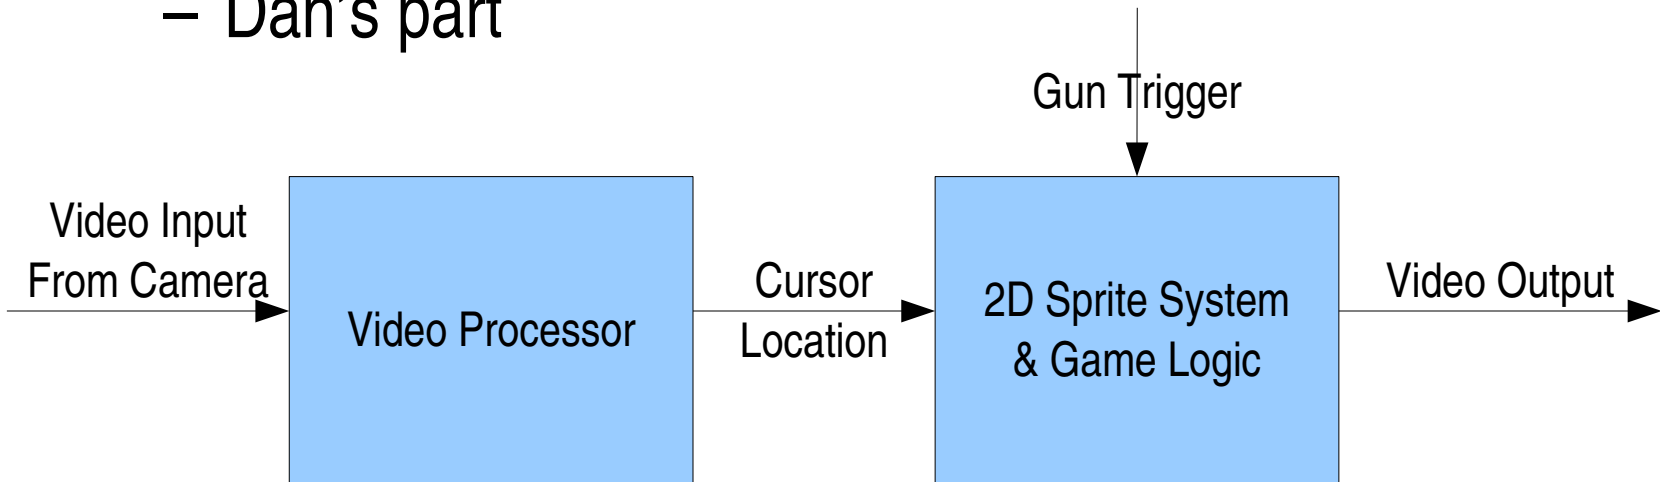 – Dan's part
Gun Trigger
Video Input
From Camera
Video Processor
Cursor
Location
2D Sprite System
& Game Logic
Video Output